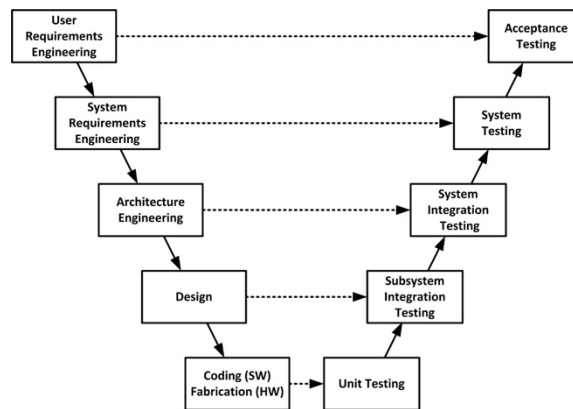 User
Requirements
Engineering
Acceptance
Testing
System
Requirements
Engineering
System
Testing
Architecture
Engineering
System
Integration
Testing
Design
Subsystem
Integration
Testing
Coding (SW)
Fabrication (HW)
Unit Testing